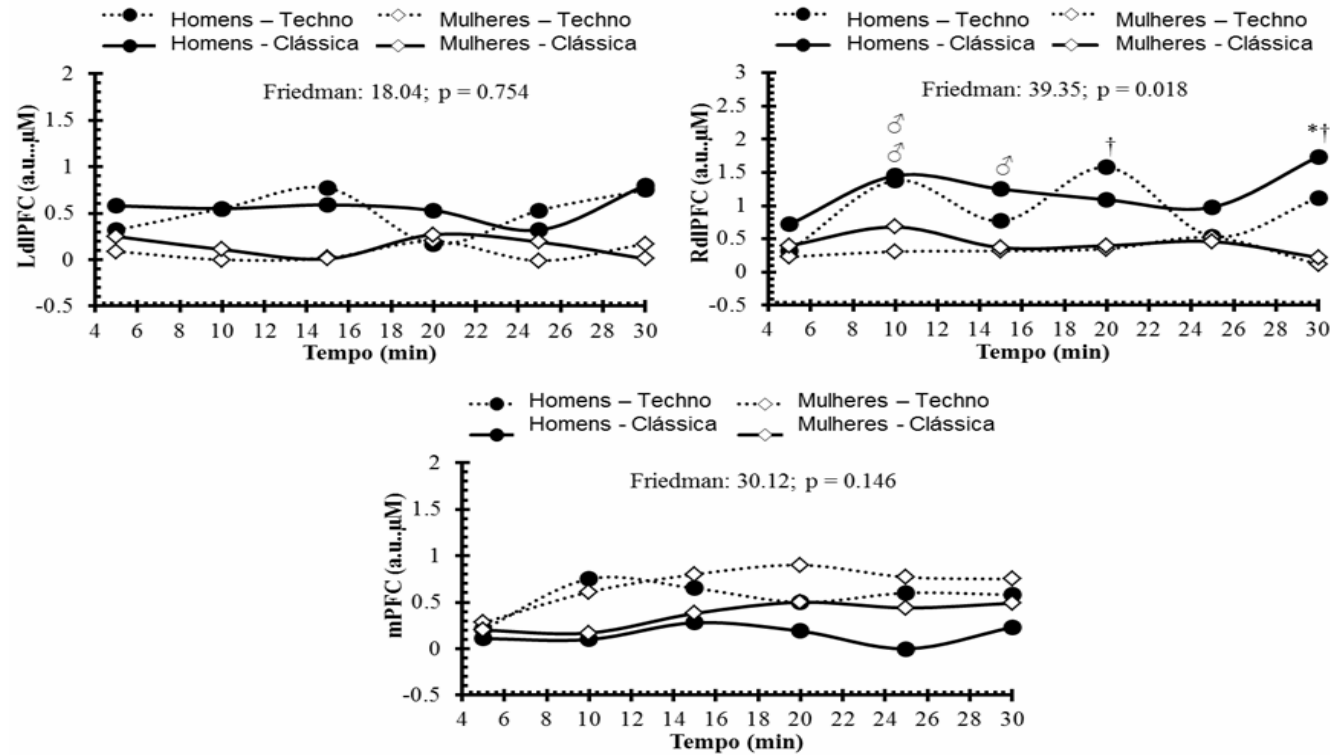 Homens – Techno Mulheres – Techno
Homens - Clássica Mulheres - Clássica
Friedman: 18.04; p = 0.754
LdlPFC (a.u..µM)
2
1.5
1
0.5
0
-0.5
4 6 8 10 12 14 16 18 20 22 24 26 28 30
Tempo (min)
Homens – Techno Mulheres – Techno
Homens - Clássica Mulheres - Clássica
Friedman: 39.35; p = 0.018
RdlPFC (a.u..µM)
3
2.5
2
1.5
1
0.5
0
-0.5
♂
♂ ♂ † *†
4 6 8 10 12 14 16 18 20 22 24 26 28 30
Tempo (min)
Homens – Techno Mulheres – Techno
Homens - Clássica Mulheres - Clássica
Friedman: 30.12; p = 0.146
mPFC (a.u..µM)
2
1.5
1
0.5
0
-0.5
4 6 8 10 12 14 16 18 20 22 24 26 28 30
Tempo (min)